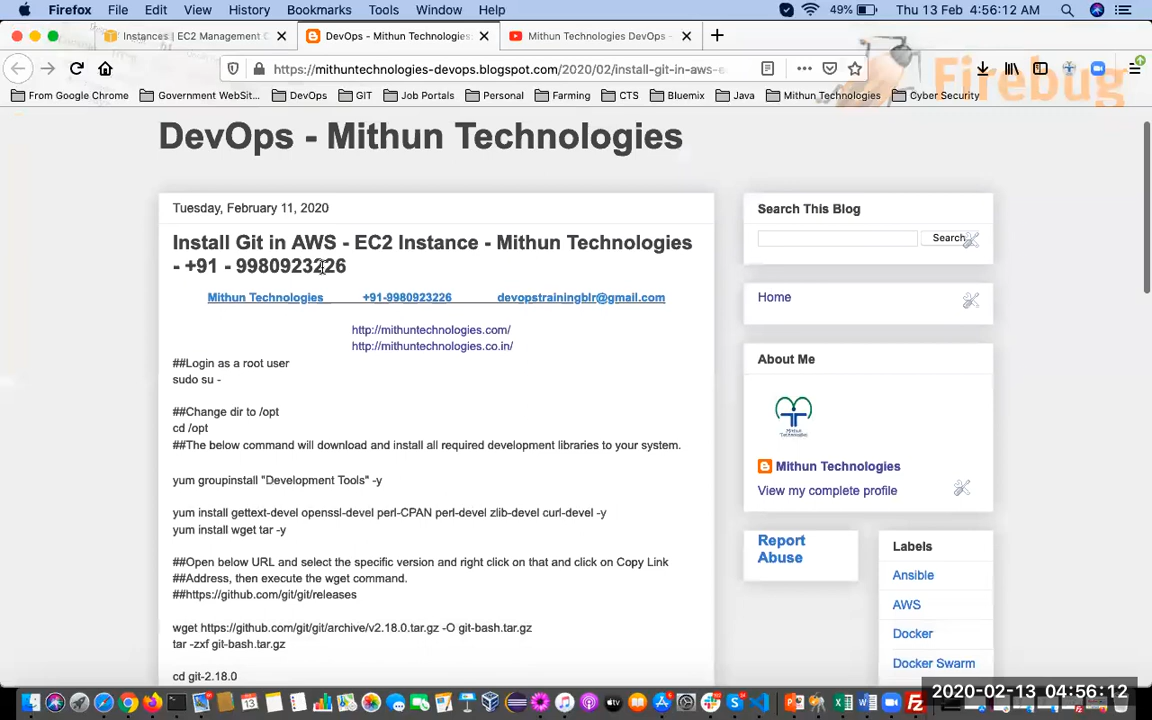 Firefox File Edit View History Bookmarks Tools Window Help 49% Thu 13 Feb 4:56:12 AM
Instances | EC2 Management C
DevOps - Mithun Technologies:
Mithun Technologies DevOps -
https://mithuntechnologies-devops.blogspot.com/2020/02/install-git-in-aws-e
From Google Chrome Government WebSit... DevOps GIT Job Portals Personal Farming CTS Bluemix Java Mithun Technologies Cyber Security
Firebug
DevOps - Mithun Technologies
Tuesday, February 11, 2020
Install Git in AWS - EC2 Instance - Mithun Technologies
- +91 - 9980923226
Mithun Technologies +91-9980923226 devopstrainingblr@gmail.com
http://mithuntechnologies.com/
http://mithuntechnologies.co.in/
##Login as a root user
sudo su -
##Change dir to /opt
cd /opt
##The below command will download and install all required development libraries to your system.
yum groupinstall "Development Tools" -y
yum install gettext-devel openssl-devel perl-CPAN perl-devel zlib-devel curl-devel -y
yum install wget tar -y
##Open below URL and select the specific version and right click on that and click on Copy Link
##Address, then execute the wget command.
##https://github.com/git/git/releases
wget https://github.com/git/git/archive/v2.18.0.tar.gz -O git-bash.tar.gz
tar -zxf git-bash.tar.gz
cd git-2.18.0
Search This Blog
Search
Home
About Me
Mithun
Technologies
Mithun Technologies
View my complete profile
Report
Abuse
Labels
Ansible
AWS
Docker
Docker Swarm
2020-02-13 04:56:12